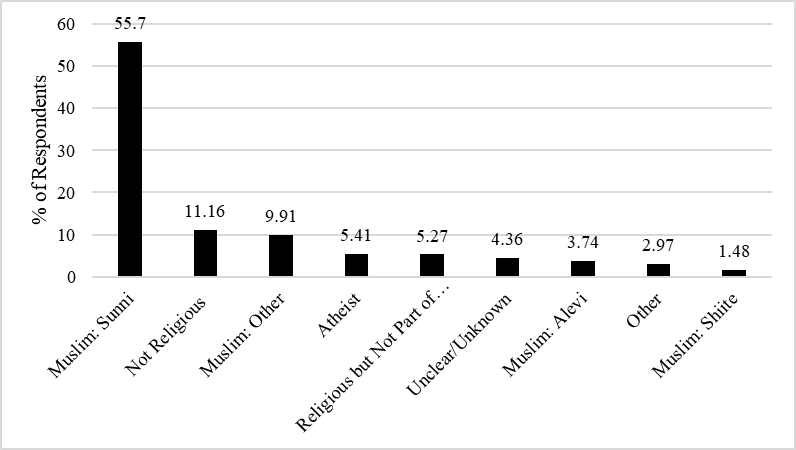 % of Respondents
60
50
40
30
20
10
0
55.7
11.16
9.91
5.41
5.27
4.36
3.74
2.97
1.48
Muslim: Sunni
Not Religious
Muslim: Other
Atheist
Religious but Not Part of…
Unclear/Unknown
Muslim: Alevi
Other
Muslim: Shiite